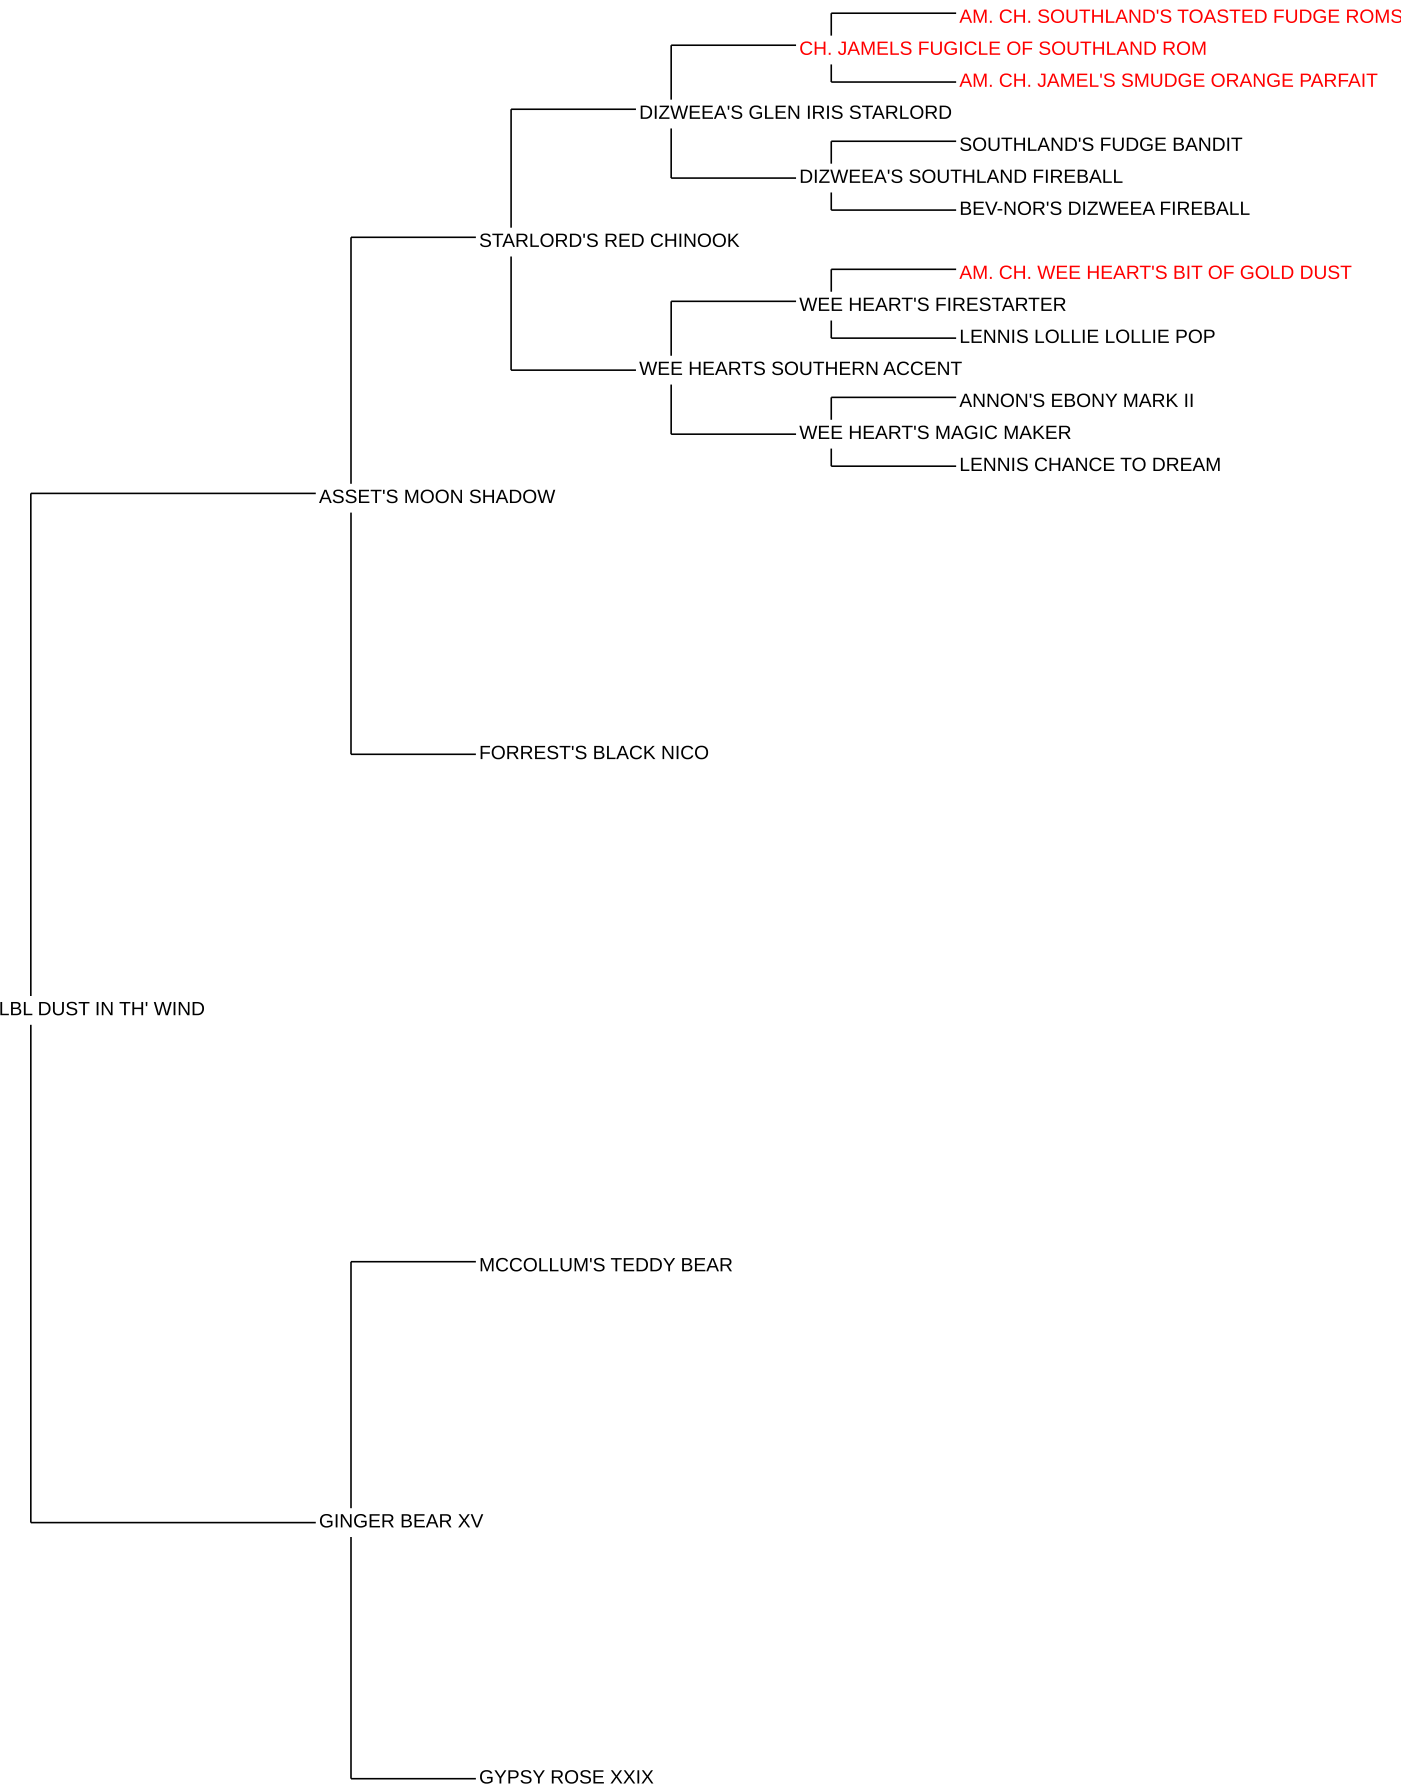 AM. CH. SOUTHLAND'S TOASTED FUDGE ROMS
CH. JAMELS FUGICLE OF SOUTHLAND ROM
AM. CH. JAMEL'S SMUDGE ORANGE PARFAIT
DIZWEEA'S GLEN IRIS STARLORD
SOUTHLAND'S FUDGE BANDIT
DIZWEEA'S SOUTHLAND FIREBALL
BEV-NOR'S DIZWEEA FIREBALL
STARLORD'S RED CHINOOK
AM. CH. WEE HEART'S BIT OF GOLD DUST
WEE HEART'S FIRESTARTER
LENNIS LOLLIE LOLLIE POP
WEE HEARTS SOUTHERN ACCENT
ANNON'S EBONY MARK II
WEE HEART'S MAGIC MAKER
LENNIS CHANCE TO DREAM
ASSET'S MOON SHADOW
FORREST'S BLACK NICO
LBL DUST IN TH' WIND
MCCOLLUM'S TEDDY BEAR
GINGER BEAR XV
GYPSY ROSE XXIX